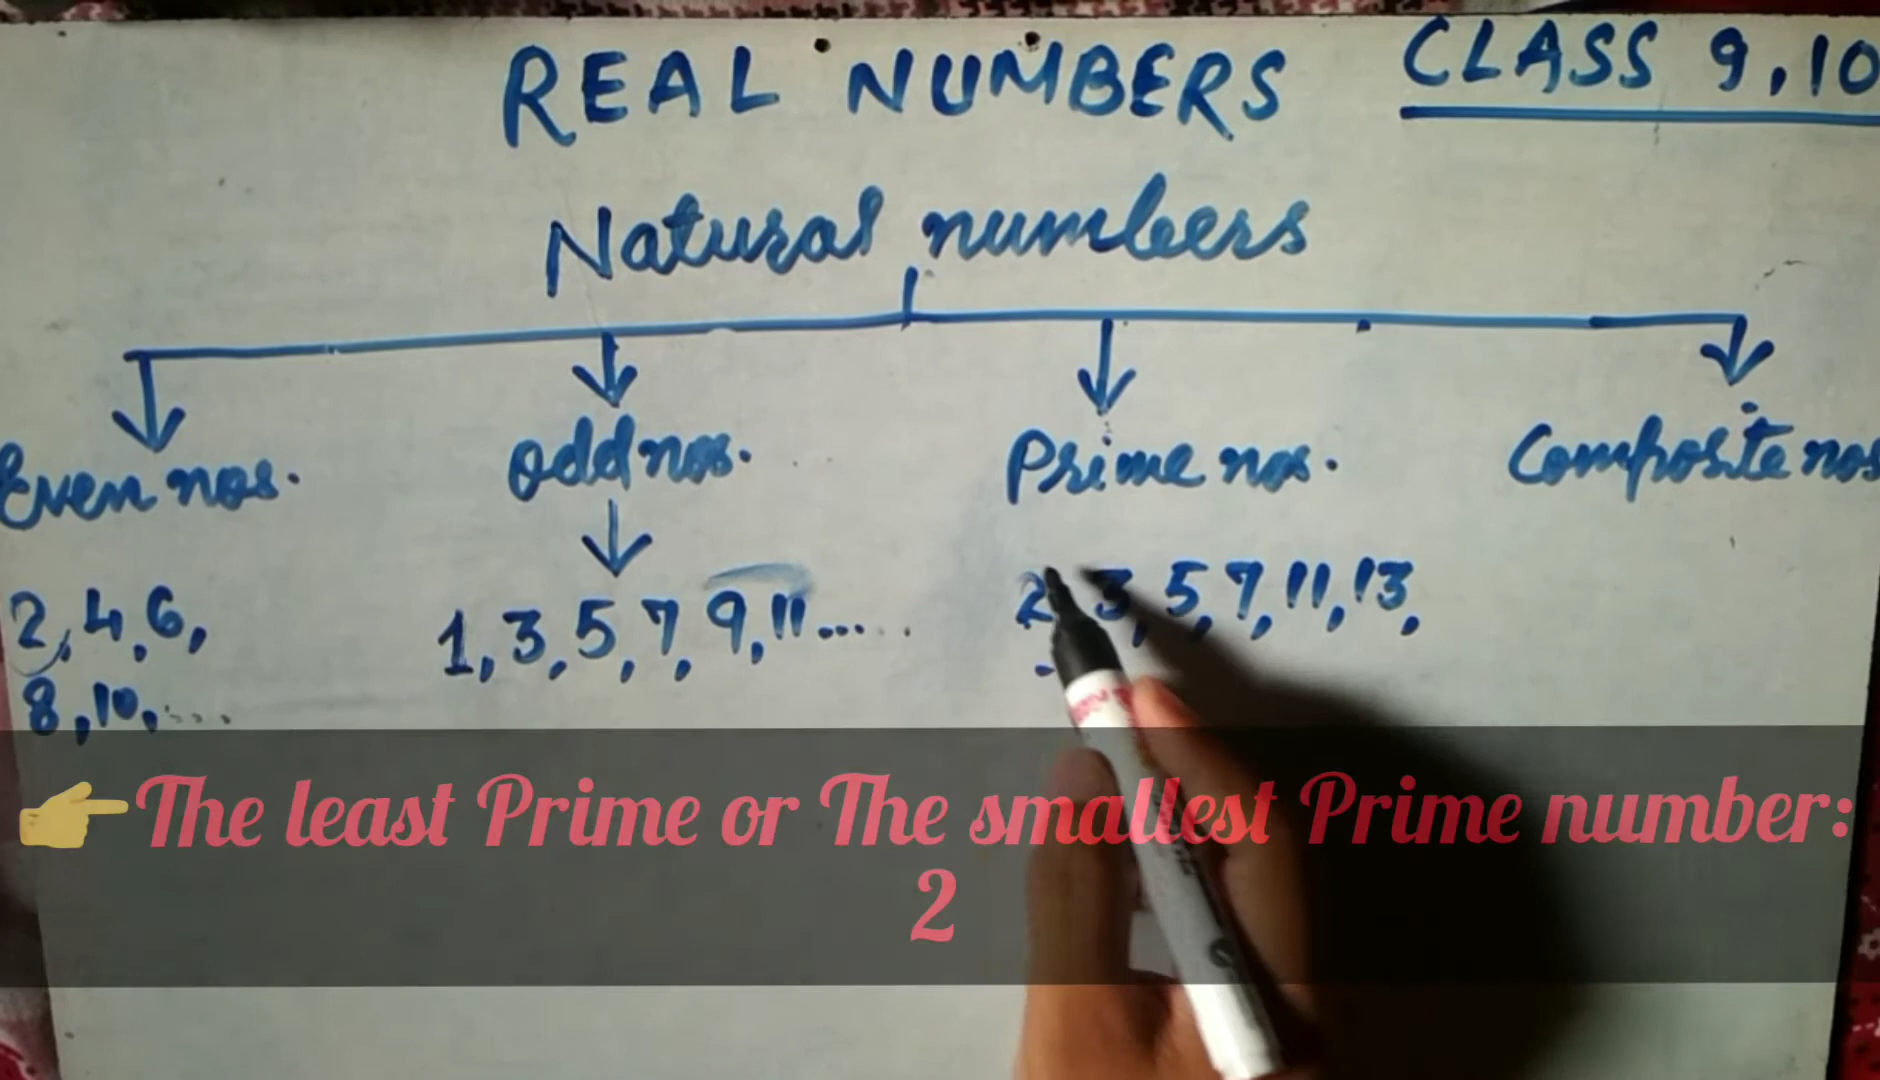 REAL NUMBERS CLASS 9,10
Natural numbers
Even nos. odd nos. Prime nos. Composite nos
2,4,6, 1,3,5,7,9,11... 2 3,5,7,11,13,
8,10,....
👉The least Prime or The smallest Prime number:
2